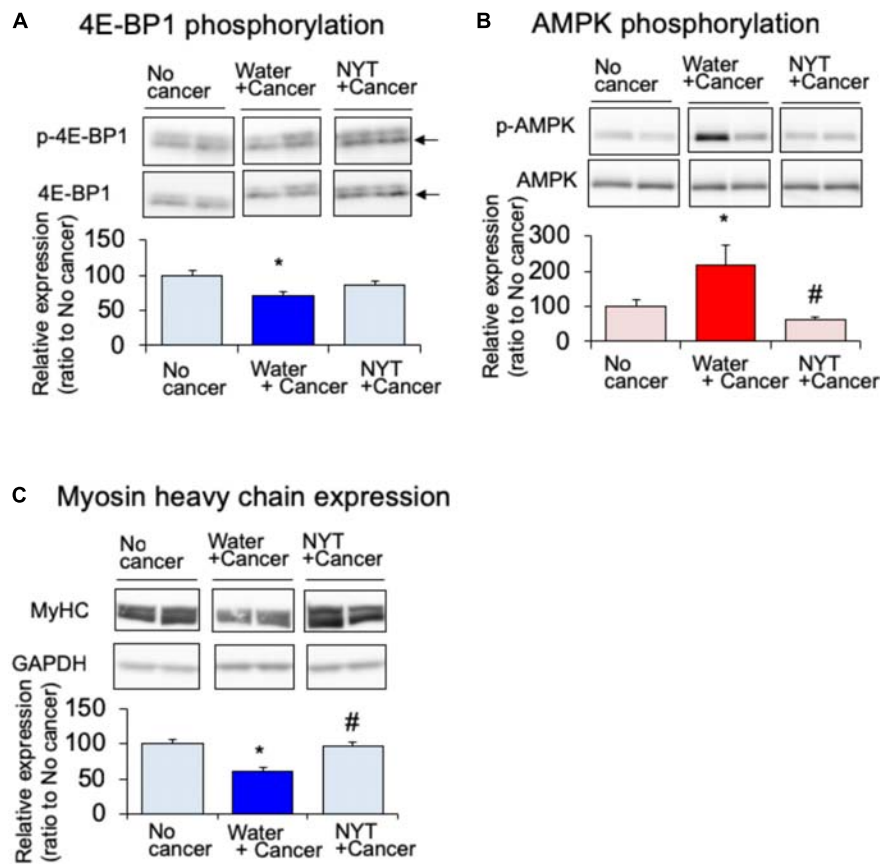 A
4E-BP1 phosphorylation
No
cancer
Water
+Cancer
NYT
+Cancer
p-4E-BP1
4E-BP1
Relative expression
(ratio to No cancer)
150
100
50
0
*
No
cancer
Water
+ Cancer
NYT
+Cancer
B
AMPK phosphorylation
No
cancer
Water
+Cancer
NYT
+Cancer
p-AMPK
AMPK
Relative expression
(ratio to No cancer)
300
200
100
0
*
#
No
cancer
Water
+ Cancer
NYT
+Cancer
C
Myosin heavy chain expression
No
cancer
Water
+Cancer
NYT
+Cancer
MyHC
GAPDH
Relative expression
(ratio to No cancer)
150
100
50
0
*
#
No
cancer
Water
+ Cancer
NYT
+Cancer